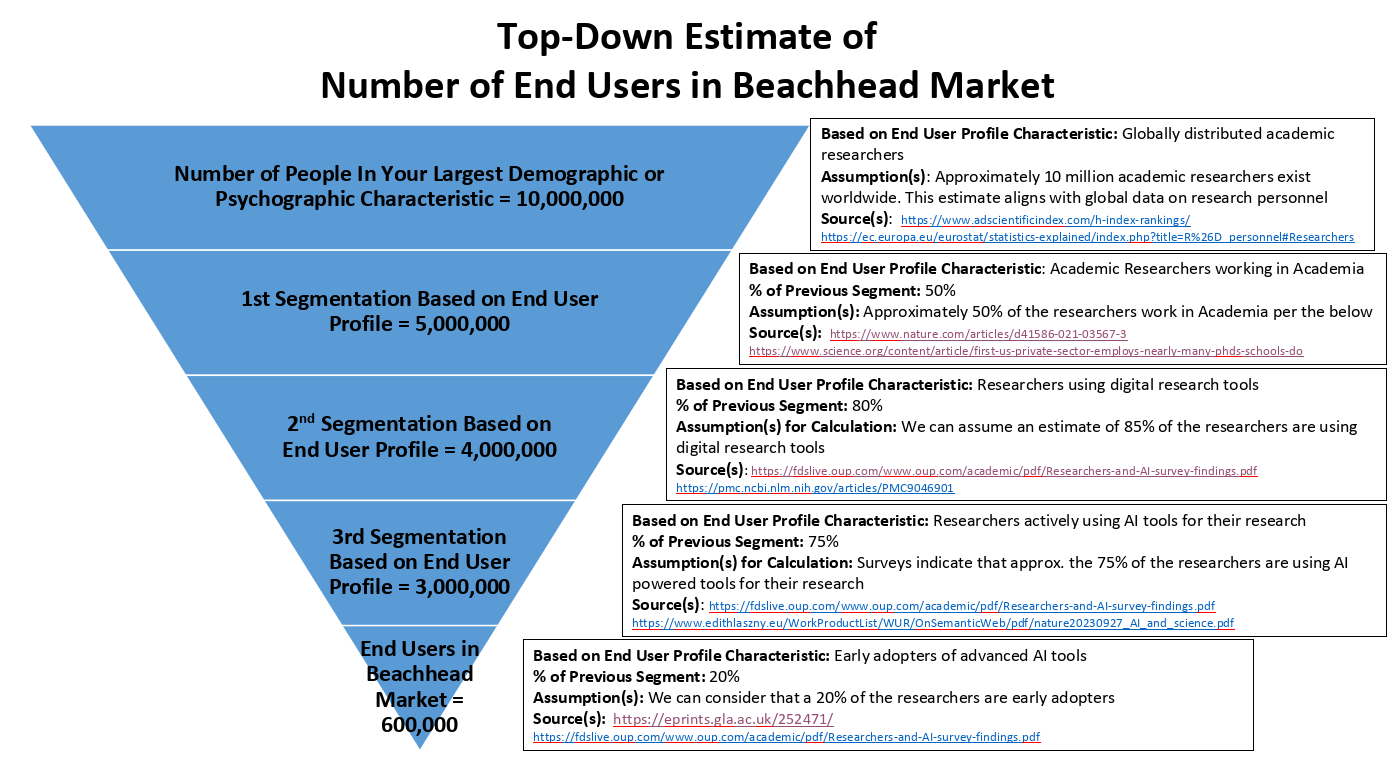 Top-Down Estimate of
Number of End Users in Beachhead Market
Number of People In Your Largest Demographic or
Psychographic Characteristic = 10,000,000
Based on End User Profile Characteristic: Globally distributed academic
researchers
Assumption(s): Approximately 10 million academic researchers exist
worldwide. This estimate aligns with global data on research personnel
Source(s): https://www.adscientificindex.com/h-index-rankings/
https://ec.europa.eu/eurostat/statistics-explained/index.php?title=R%26D_personnel#Researchers
1st Segmentation Based on End User
Profile = 5,000,000
Based on End User Profile Characteristic: Academic Researchers working in Academia
% of Previous Segment: 50%
Assumption(s): Approximately 50% of the researchers work in Academia per the below
Source(s): https://www.nature.com/articles/d41586-021-03567-3
https://www.science.org/content/article/first-us-private-sector-employs-nearly-many-phds-schools-do
2nd Segmentation Based on
End User Profile = 4,000,000
Based on End User Profile Characteristic: Researchers using digital research tools
% of Previous Segment: 80%
Assumption(s) for Calculation: We can assume an estimate of 85% of the researchers are using
digital research tools
Source(s): https://fdslive.oup.com/www.oup.com/academic/pdf/Researchers-and-AI-survey-findings.pdf
https://pmc.ncbi.nlm.nih.gov/articles/PMC9046901
3rd Segmentation
Based on End User
Profile = 3,000,000
Based on End User Profile Characteristic: Researchers actively using AI tools for their research
% of Previous Segment: 75%
Assumption(s) for Calculation: Surveys indicate that approx. the 75% of the researchers are using AI
powered tools for their research
Source(s): https://fdslive.oup.com/www.oup.com/academic/pdf/Researchers-and-AI-survey-findings.pdf
https://www.edithlaszny.eu/WorkProductList/WUR/OnSemanticWeb/pdf/nature20230927_AI_and_science.pdf
End Users in
Beachhead
Market =
600,000
Based on End User Profile Characteristic: Early adopters of advanced AI tools
% of Previous Segment: 20%
Assumption(s): We can consider that a 20% of the researchers are early adopters
Source(s): https://eprints.gla.ac.uk/252471/
https://fdslive.oup.com/www.oup.com/academic/pdf/Researchers-and-AI-survey-findings.pdf